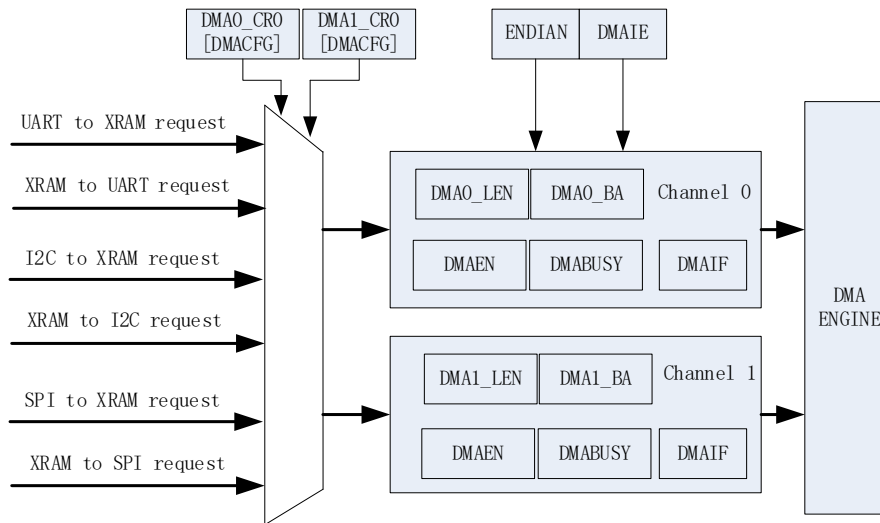 DMA0_CR0
[DMACFG]
DMA1_CR0
[DMACFG]
ENDIAN
DMAIE
UART to XRAM request
XRAM to UART request
I2C to XRAM request
XRAM to I2C request
SPI to XRAM request
XRAM to SPI request
DMA0_LEN
DMA0_BA
Channel 0
DMAEN
DMABUSY
DMAIF
DMA1_LEN
DMA1_BA
Channel 1
DMAEN
DMABUSY
DMAIF
DMA
ENGINE